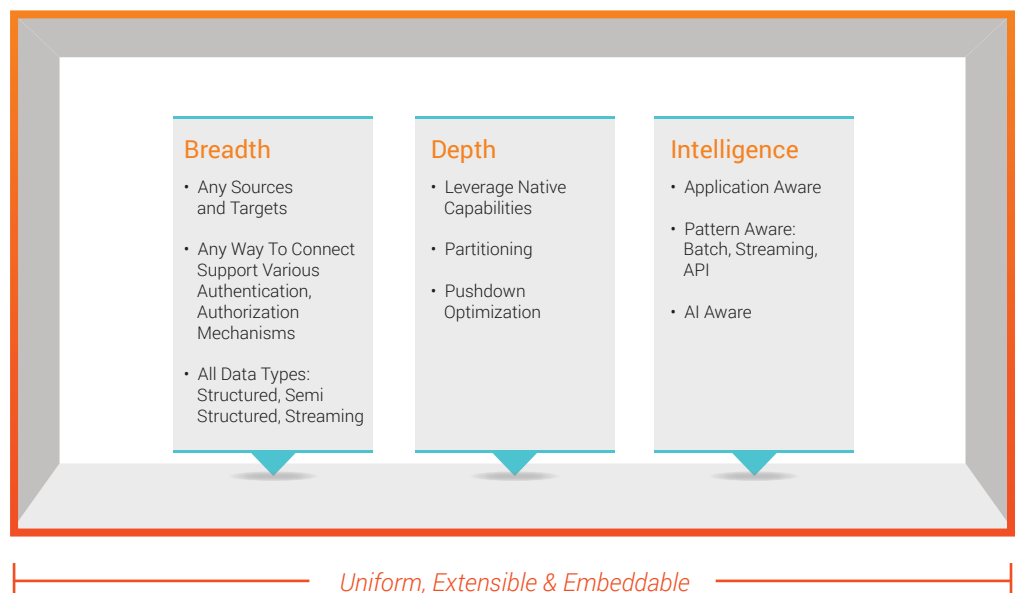 Breadth
• Any Sources
and Targets
• Any Way To Connect
Support Various
Authentication,
Authorization
Mechanisms
• All Data Types:
Structured, Semi
Structured, Streaming
Depth
• Leverage Native
Capabilities
• Partitioning
• Pushdown
Optimization
Intelligence
• Application Aware
• Pattern Aware:
Batch, Streaming,
API
• AI Aware
Uniform, Extensible & Embeddable